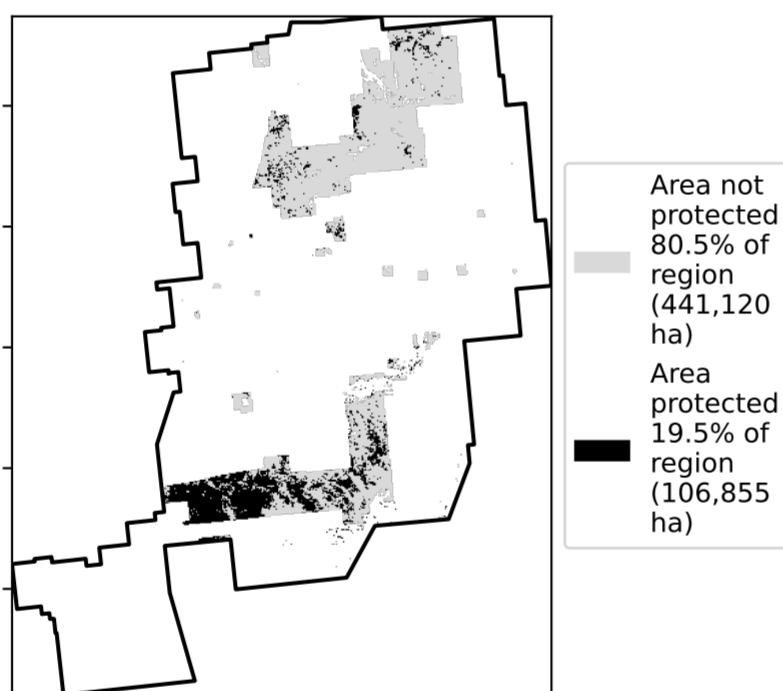 Area not
protected
80.5% of
region
(441,120
ha)
Area
protected
19.5% of
region
(106,855
ha)